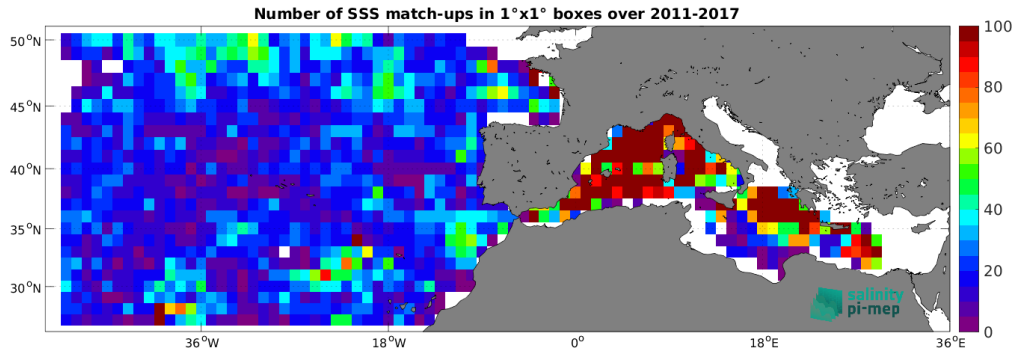 Number of SSS match-ups in 1°x1° boxes over 2011-2017
50°N
45°N
40°N
35°N
30°N
36°W
18°W
0°
18°E
36°E
100
80
60
40
20
0
salinity
pi-mep